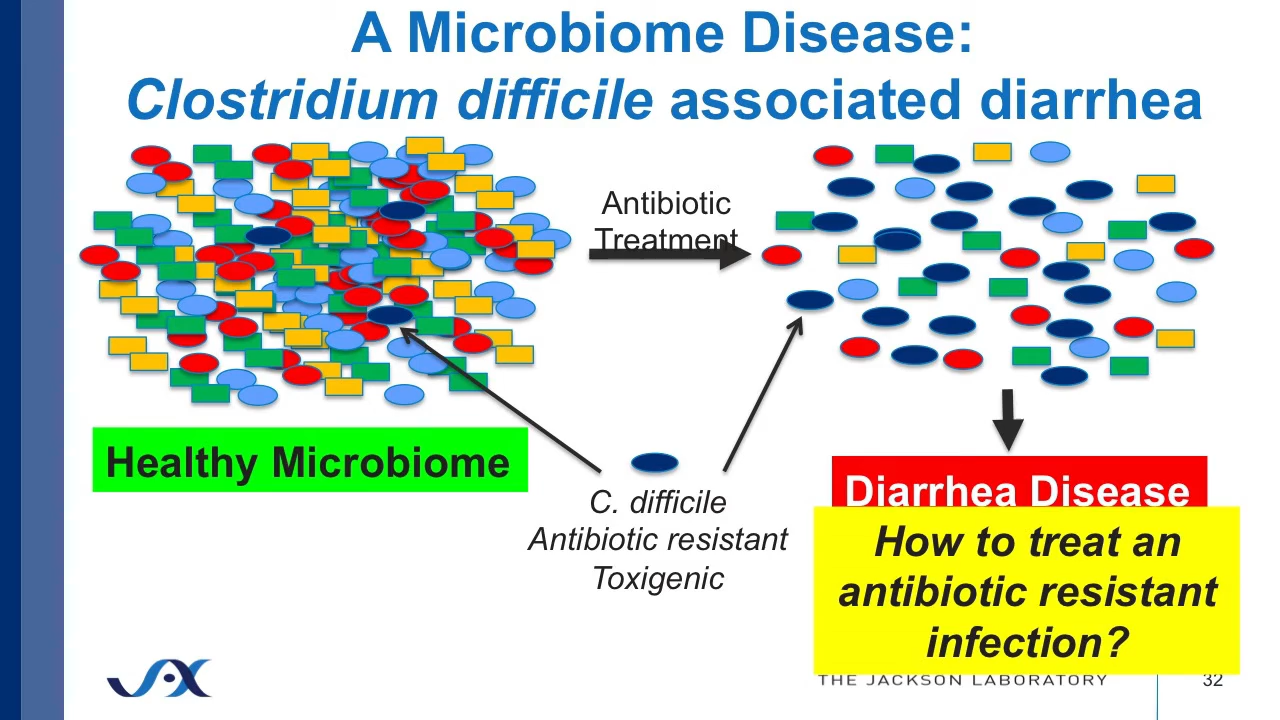 A Microbiome Disease:
Clostridium difficile associated diarrhea
Antibiotic
Treatment
Healthy Microbiome
C. difficile
Antibiotic resistant
Toxigenic
Diarrhea Disease
How to treat an
antibiotic resistant
infection?
JAX
THE JACKSON LABORATORY
32